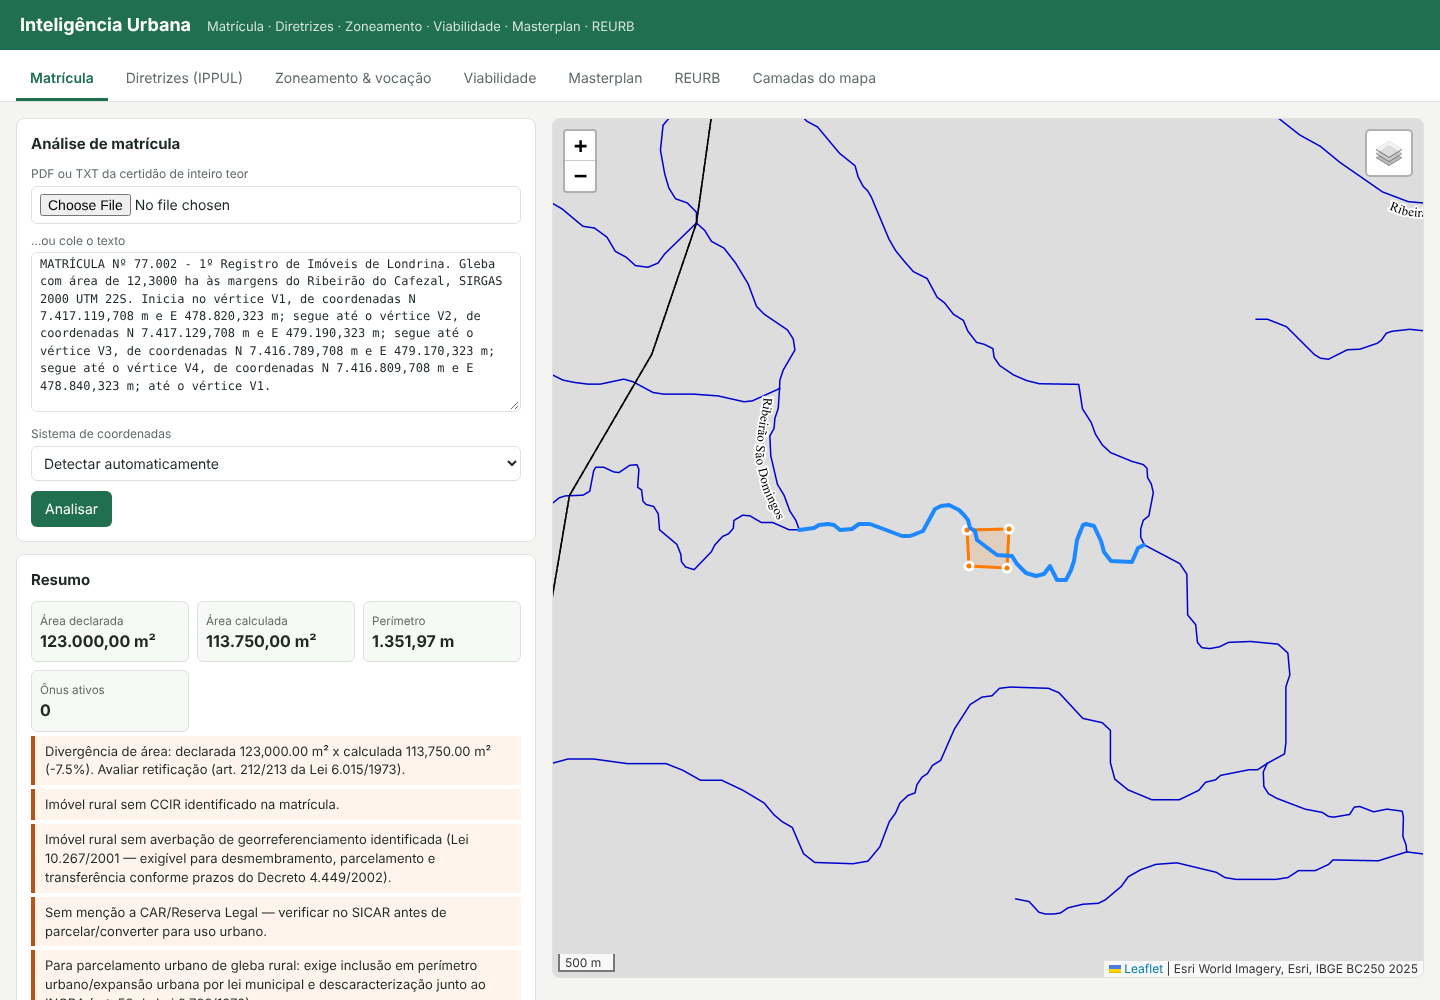 Inteligência Urbana Matrícula · Diretrizes · Zoneamento · Viabilidade · Masterplan · REURB
Matrícula Diretrizes (IPPUL) Zoneamento & vocação Viabilidade Masterplan REURB Camadas do mapa
Análise de matrícula
PDF ou TXT da certidão de inteiro teor
Choose File No file chosen
...ou cole o texto
MATRÍCULA Nº 77.002 - 1º Registro de Imóveis de Londrina. Gleba
com área de 12,3000 ha às margens do Ribeirão do Cafezal, SIRGAS
2000 UTM 22S. Inicia no vértice V1, de coordenadas N
7.417.119,708 m e E 478.820,323 m; segue até o vértice V2, de
coordenadas N 7.417.129,708 m e E 479.190,323 m; segue até o
vértice V3, de coordenadas N 7.416.789,708 m e E 479.170,323 m;
segue até o vértice V4, de coordenadas N 7.416.809,708 m e E
478.840,323 m; até o vértice V1.
Sistema de coordenadas
Detectar automaticamente
Analisar
Resumo
Área declarada
123.000,00 m²
Área calculada
113.750,00 m²
Perímetro
1.351,97 m
Ônus ativos
0
Divergência de área: declarada 123,000.00 m² x calculada 113,750.00 m²
(-7.5%). Avaliar retificação (art. 212/213 da Lei 6.015/1973).
Imóvel rural sem CCIR identificado na matrícula.
Imóvel rural sem averbação de georreferenciamento identificada (Lei
10.267/2001 — exigível para desmembramento, parcelamento e
transferência conforme prazos do Decreto 4.449/2002).
Sem menção a CAR/Reserva Legal — verificar no SICAR antes de
parcelar/converter para uso urbano.
Para parcelamento urbano de gleba rural: exige inclusão em perímetro
urbano/expansão urbana por lei municipal e descaracterização junto ao
+
−
Ribeirão São Domingos
500 m
Leaflet | Esri World Imagery, Esri, IBGE BC250 2025